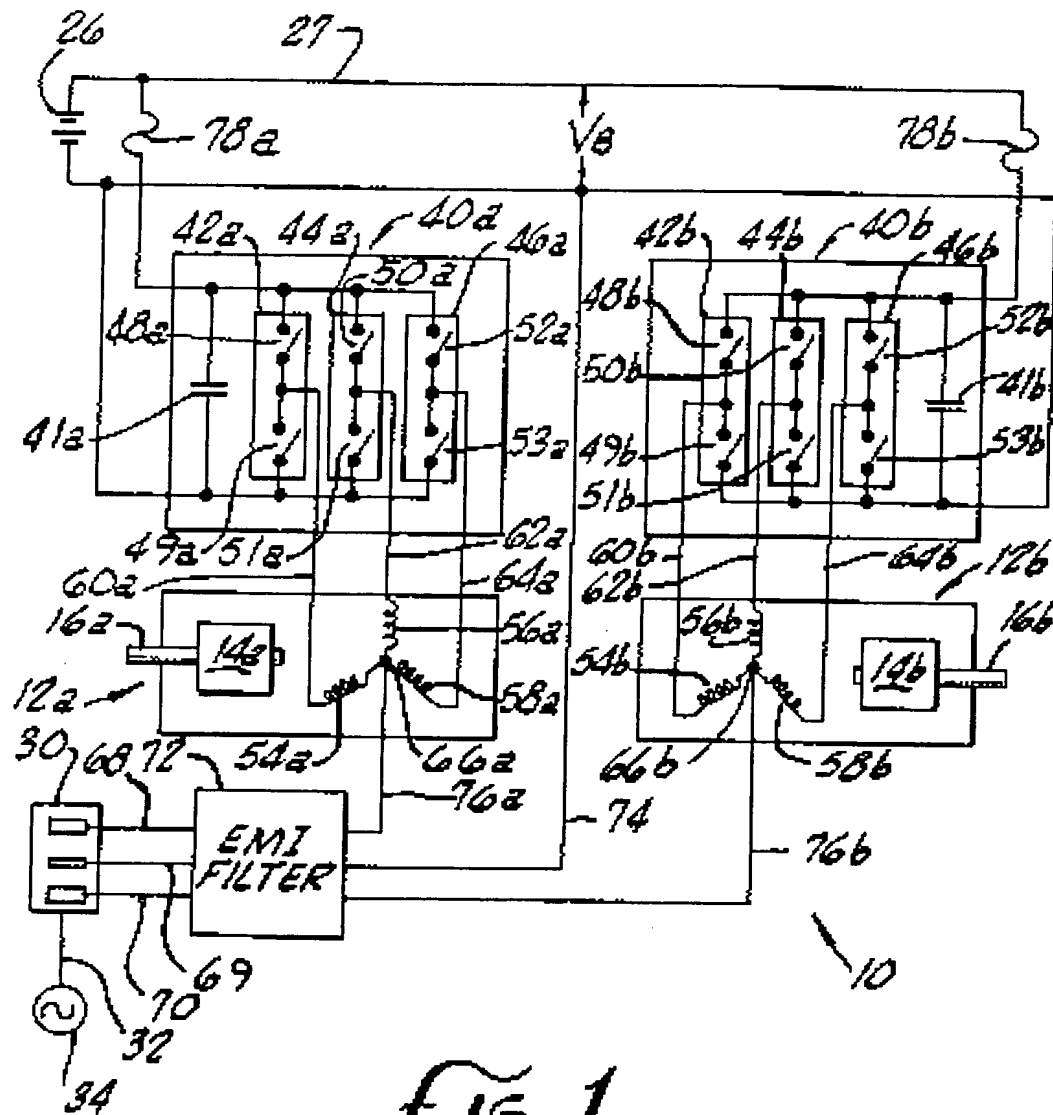 26 27
78a VB 78b
42a 44a 40a 46a 42b 44b 40b 46b
50a
48a 52a 48b 52b
50b
41a 53a 49b 41b
51b 53b
49a 51a 62a
60a 64a 60b 62b 64b 12b
16a 14a 56a 56b 14b 16b
54b
12a 58a
30 68 72 54a 66a 66b 58b
76a
EMI
FILTER
74
76b
69
70
10
32
34
FIG. 1